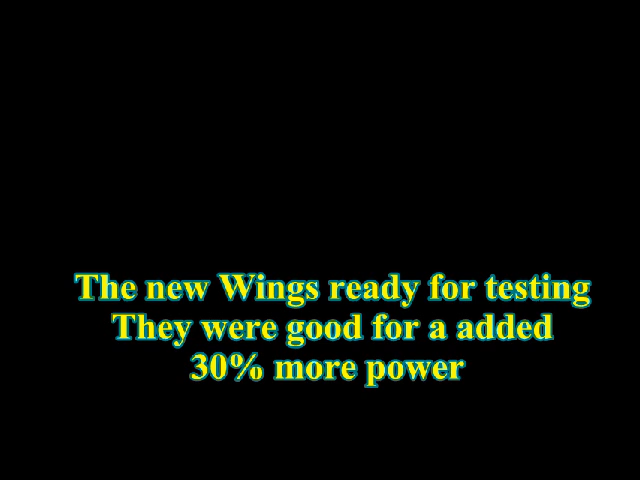 The new Wings ready for testing
They were good for a added
30% more power